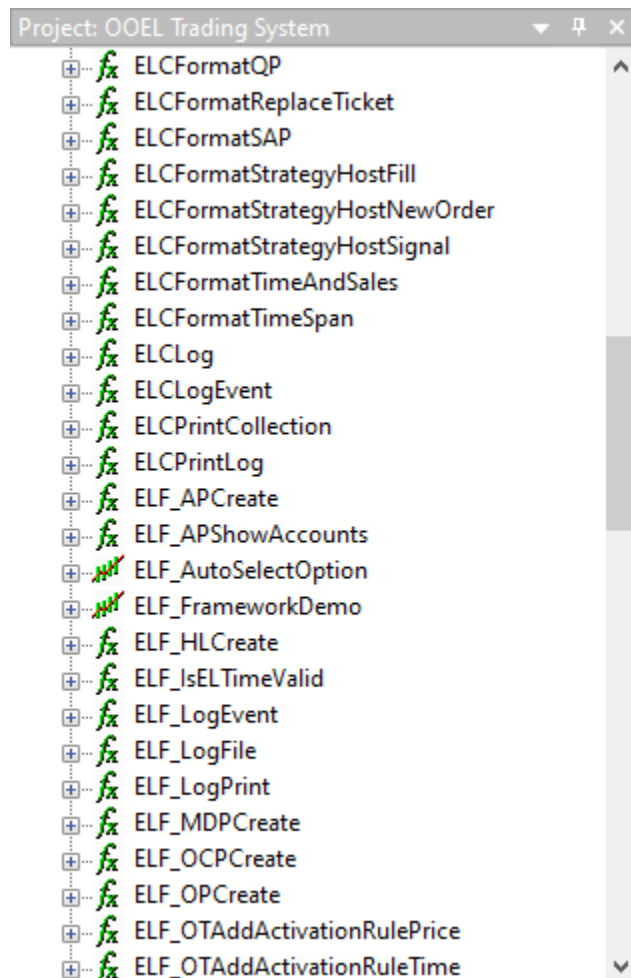 Project: OOEL Trading System
ELCFormatQP
ELCFormatReplaceTicket
ELCFormatSAP
ELCFormatStrategyHostFill
ELCFormatStrategyHostNewOrder
ELCFormatStrategyHostSignal
ELCFormatTimeAndSales
ELCFormatTimeSpan
ELCLog
ELCLogEvent
ELCPrintCollection
ELCPrintLog
ELF_APCreate
ELF_APShowAccounts
ELF_AutoSelectOption
ELF_FrameworkDemo
ELF_HLCreate
ELF_IsELTimeValid
ELF_LogEvent
ELF_LogFile
ELF_LogPrint
ELF_MDPCreate
ELF_OCPCreate
ELF_OPCreate
ELF_OTAddActivationRulePrice
ELF_OTAddActivationRuleTime